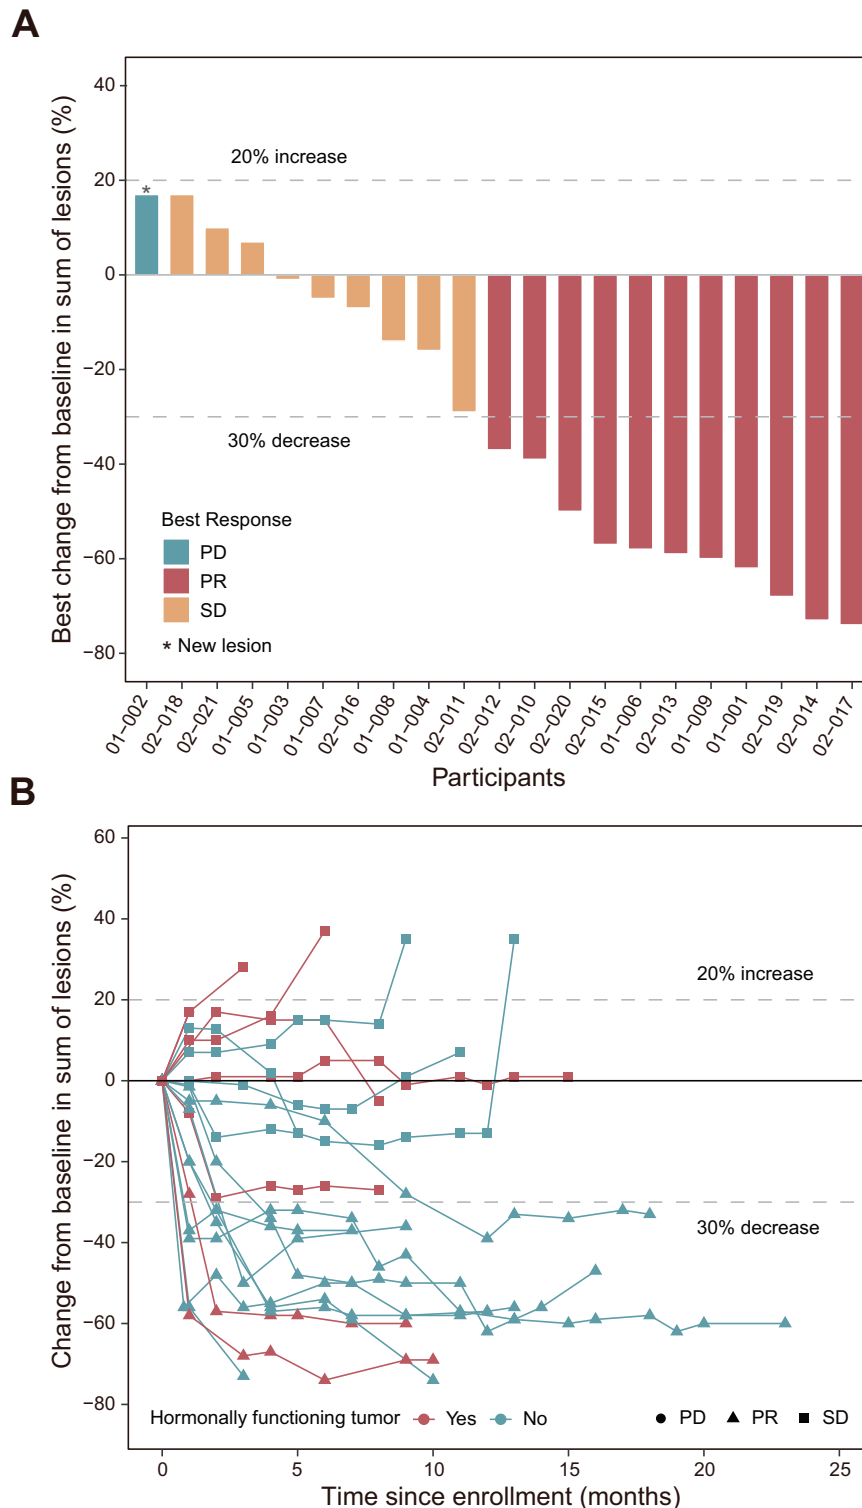 A
Best change from baseline in sum of lesions (%)
40
20
0
−20
−40
−60
−80
20% increase
*
30% decrease
Best Response
PD
PR
SD
* New lesion
01−002
02−018
02−021
01−005
01−003
01−007
02−016
01−008
01−004
02−011
02−012
02−010
02−020
02−015
01−006
02−013
01−009
01−001
02−019
02−014
02−017
Participants
B
Change from baseline in sum of lesions (%)
60
40
20
0
−20
−40
−60
−80
20% increase
30% decrease
Hormonally functioning tumor Yes No PD PR SD
0 5 10 15 20 25
Time since enrollment (months)